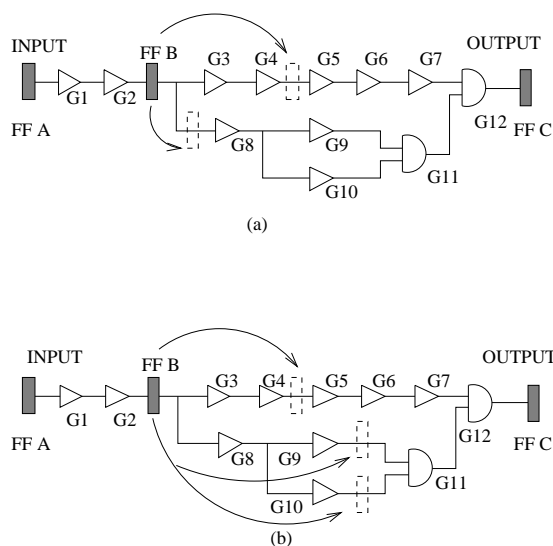 INPUT
FF B
G3
G4
G5
G6
G7
OUTPUT
G1
G2
G12
FF A
FF C
G8
G9
G11
G10
(a)
INPUT
FF B
OUTPUT
G3
G4
G5
G6
G7
G1
G2
G12
FF A
FF C
G8
G9
G11
G10
(b)